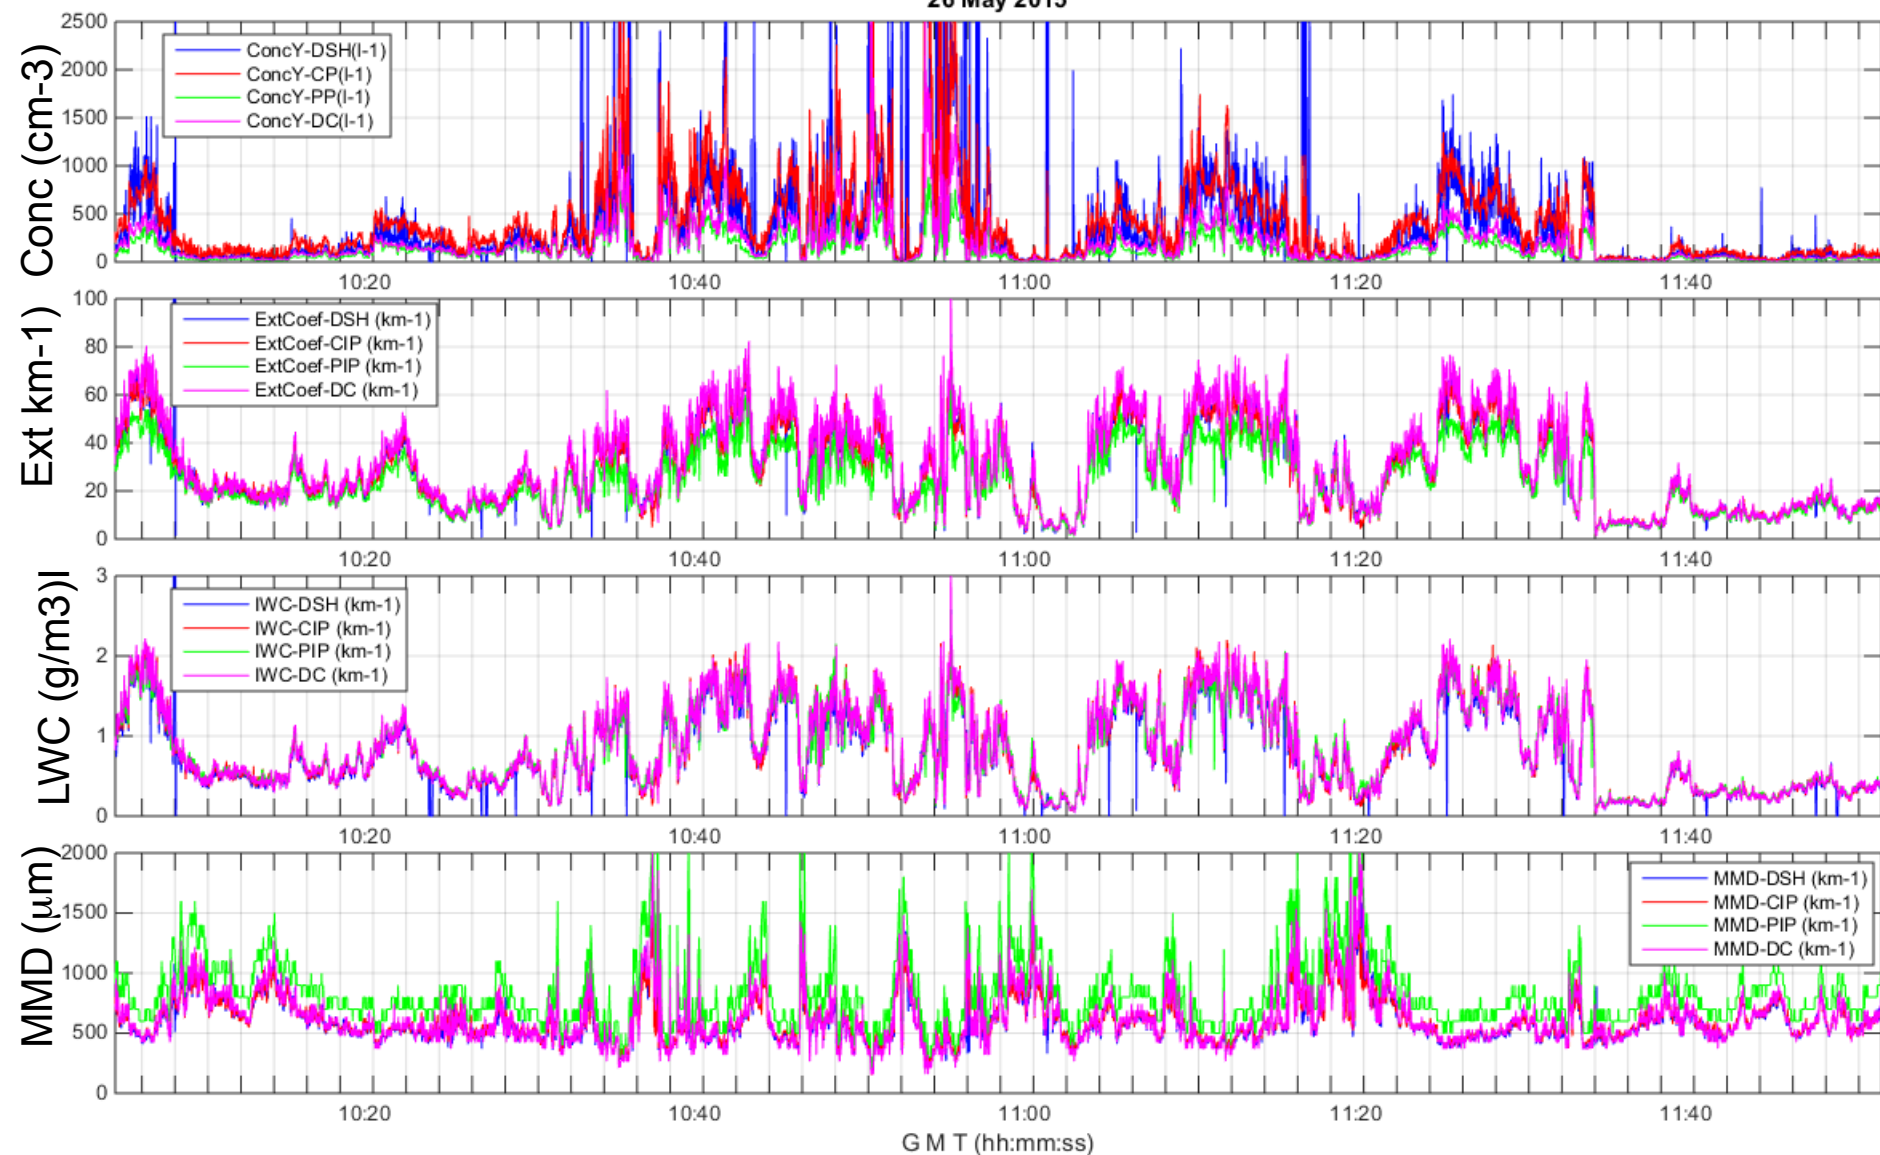 26 May 2015
Conc (cm-3)
2500
2000
1500
1000
500
0
ConcY-DSH(l-1)
ConcY-CP(l-1)
ConcY-PP(l-1)
ConcY-DC(l-1)
10:20 10:40 11:00 11:20 11:40
Ext km-1)
100
80
60
40
20
0
ExtCoef-DSH (km-1)
ExtCoef-CIP (km-1)
ExtCoef-PIP (km-1)
ExtCoef-DC (km-1)
10:20 10:40 11:00 11:20 11:40
LWC (g/m3)l
3
2
1
0
IWC-DSH (km-1)
IWC-CIP (km-1)
IWC-PIP (km-1)
IWC-DC (km-1)
10:20 10:40 11:00 11:20 11:40
MMD (μm)
2000
1500
1000
500
0
MMD-DSH (km-1)
MMD-CIP (km-1)
MMD-PIP (km-1)
MMD-DC (km-1)
10:20 10:40 11:00 11:20 11:40
G M T (hh:mm:ss)